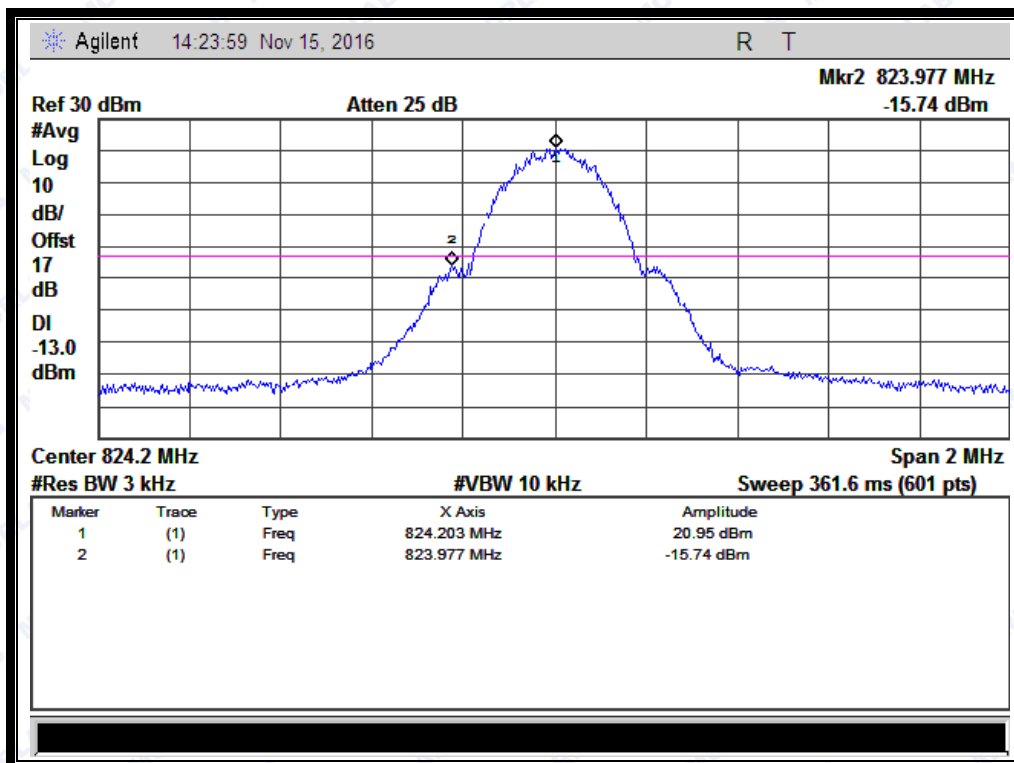 Agilent 14:23:59 Nov 15, 2016 R T
Mkr2 823.977 MHz
Ref 30 dBm Atten 25 dB -15.74 dBm
#Avg
Log
10
dB/
Offst
17
dB
DI
-13.0
dBm
1
2
Center 824.2 MHz Span 2 MHz
#Res BW 3 kHz #VBW 10 kHz Sweep 361.6 ms (601 pts)
Marker Trace Type X Axis Amplitude
1 (1) Freq 824.203 MHz 20.95 dBm
2 (1) Freq 823.977 MHz -15.74 dBm